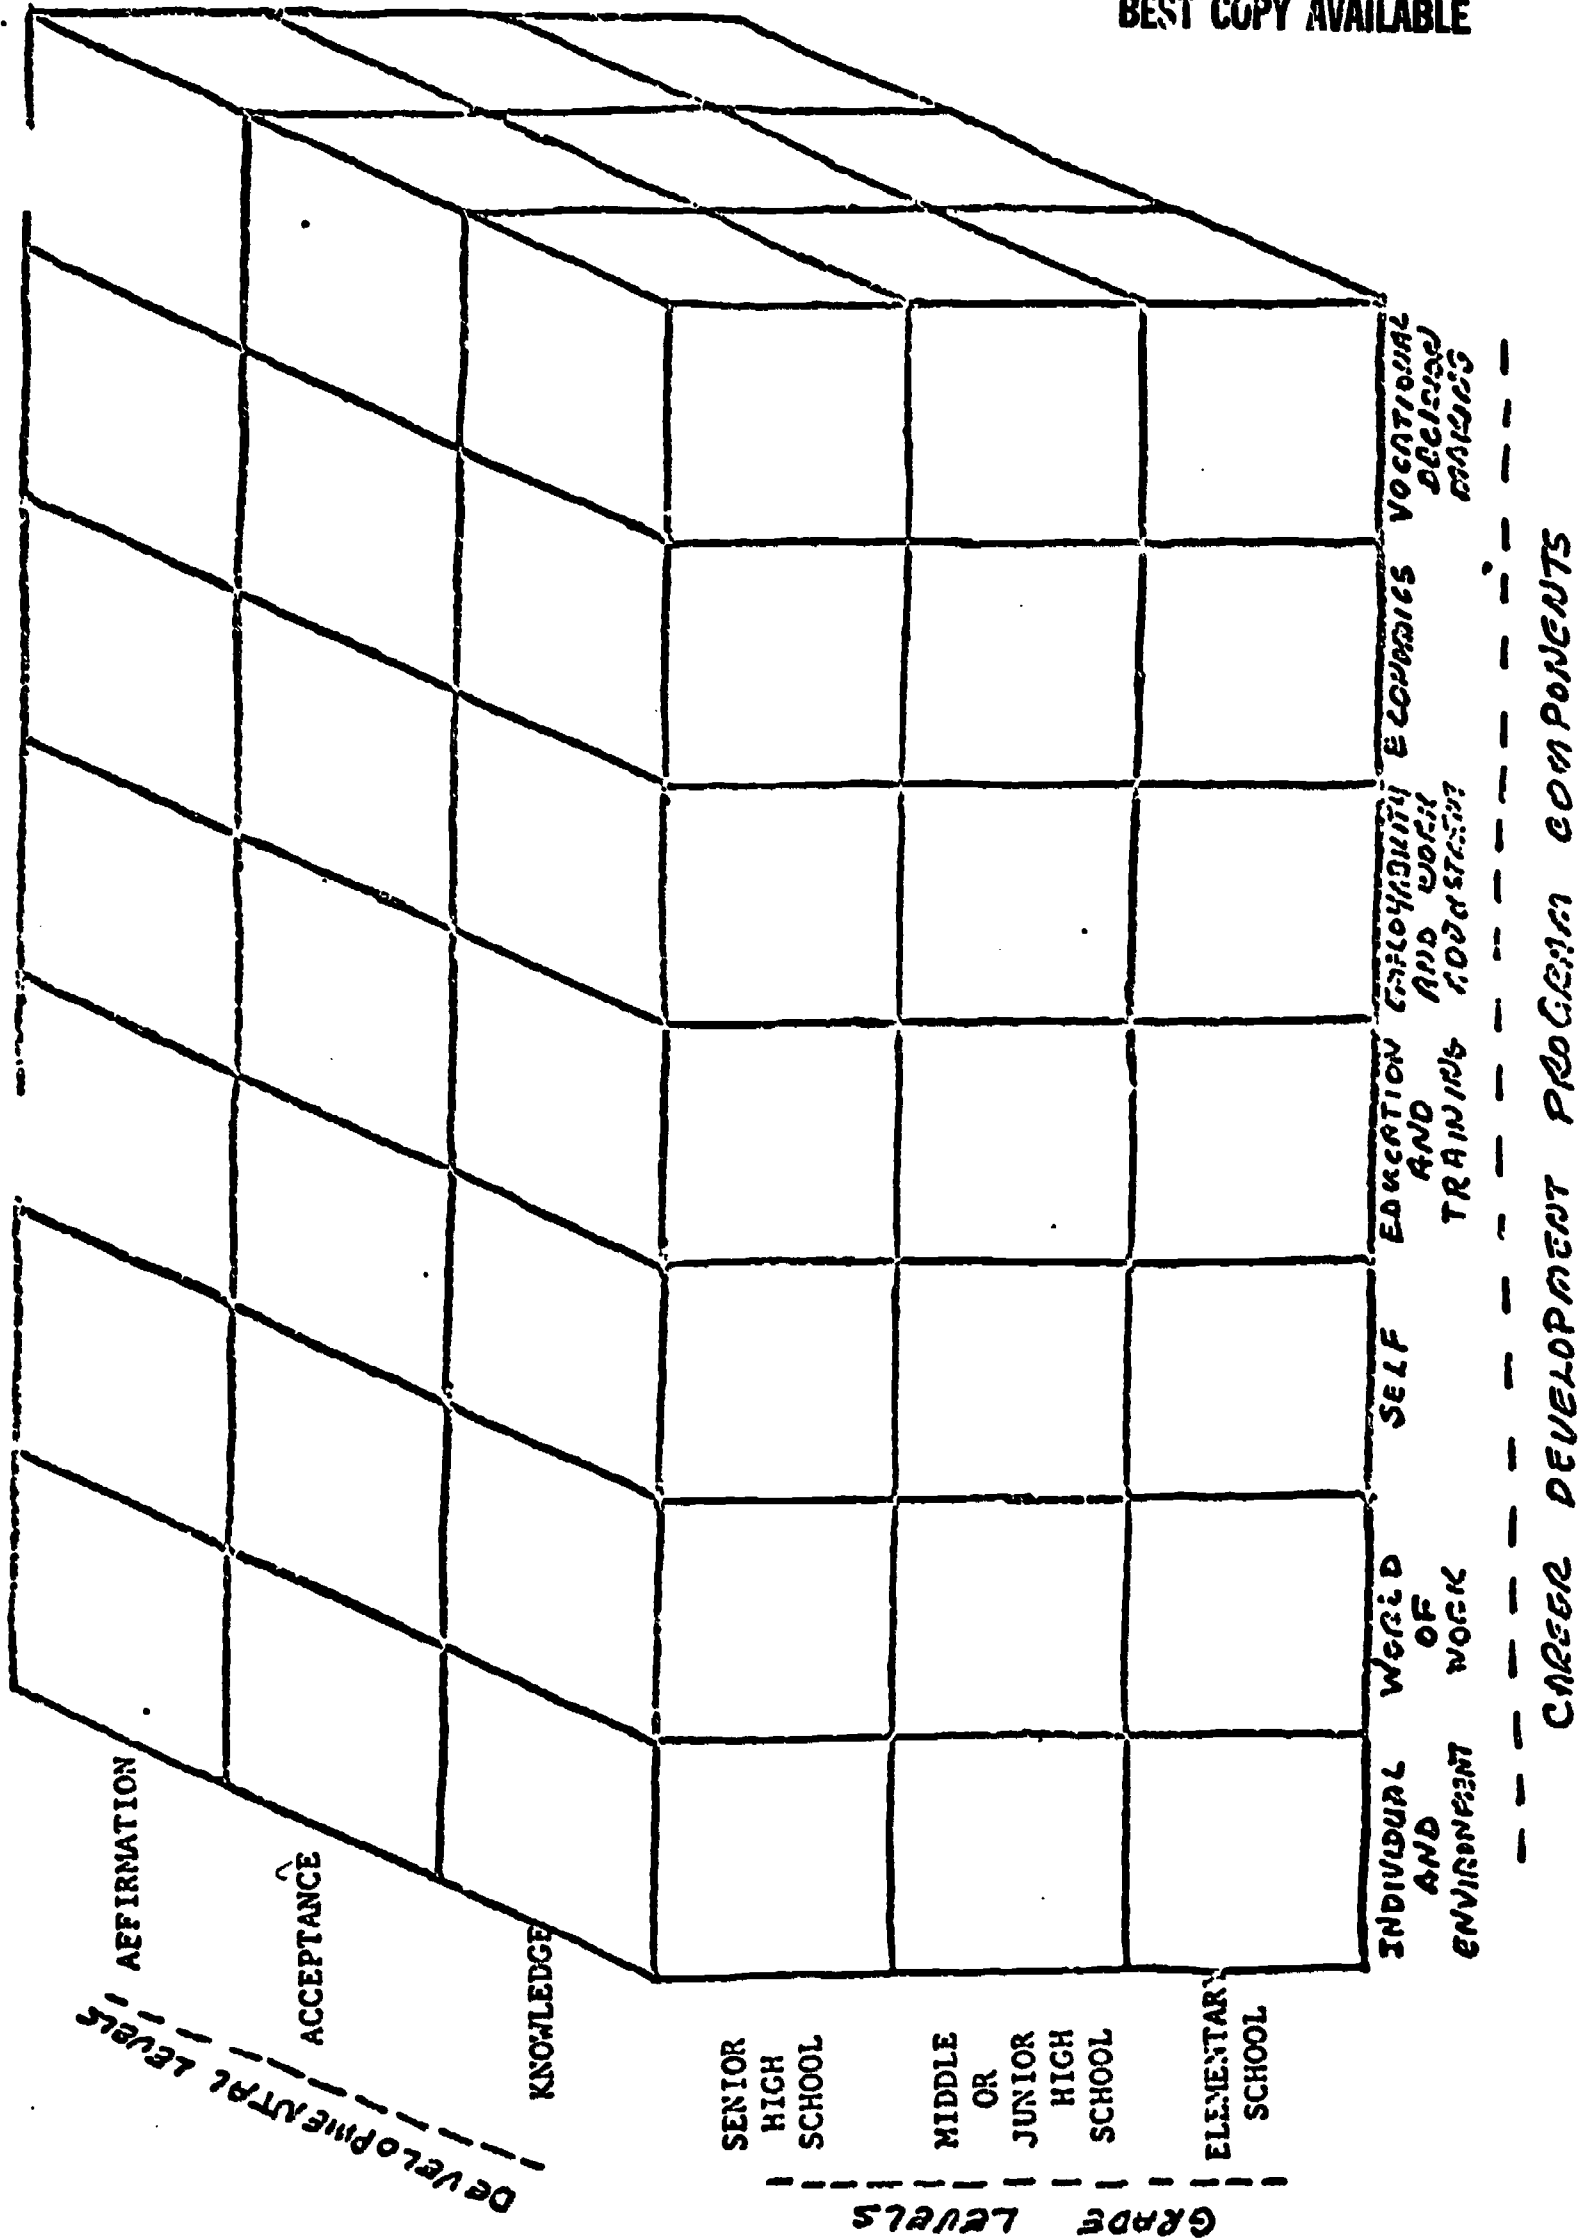 BEST COPY AVAILABLE
DEVELOPMENTAL LEVELS
AFFIRMATION
ACCEPTANCE
KNOWLEDGE
GRADE LEVELS
SENIOR
HIGH
SCHOOL
MIDDLE
OR
JUNIOR
HIGH
SCHOOL
ELEMENTARY
SCHOOL
INDIVIDUAL
AND
ENVIRONMENT
WORLD
OF
WORK
SELF
EDUCATION
AND
TRAINING
EMPLOYABILITY
AND WORK
ADJUSTMENT
ECONOMICS
VOCATIONAL
DECISION
MAKING
CAREER DEVELOPMENT PROGRAM COMPONENTS